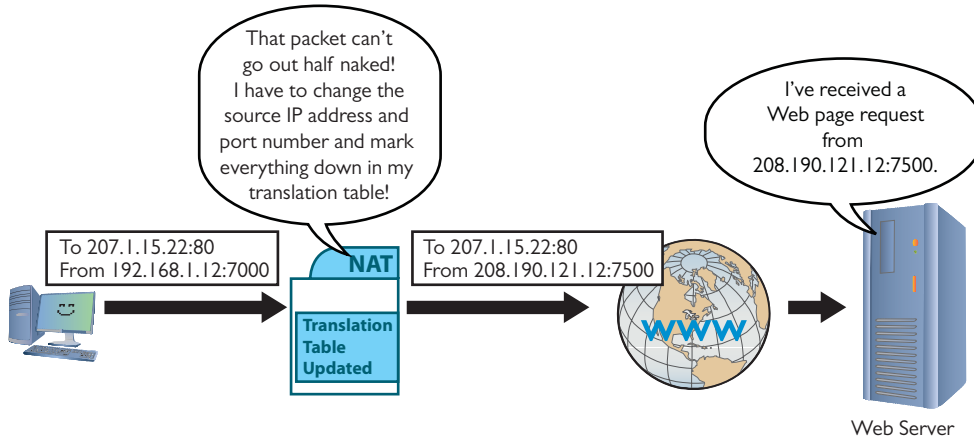 That packet can't
go out half naked!
I have to change the
source IP address and
port number and mark
everything down in my
translation table!
I've received a
Web page request
from
208.190.121.12:7500.
To 207.1.15.22:80
From 192.168.1.12:7000
NAT
Translation
Table
Updated
To 207.1.15.22:80
From 208.190.121.12:7500
WWW
Web Server